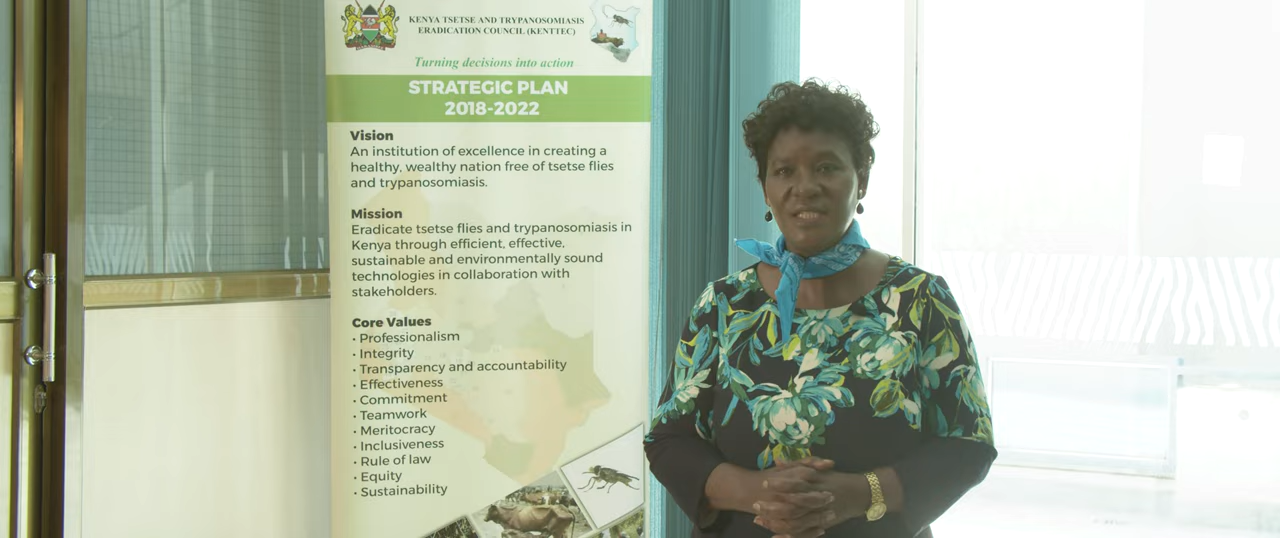 KENYA TSETSE AND TRYPANOSOMIASIS
ERADICATION COUNCIL (KENTTEC)
Turning decisions into action
STRATEGIC PLAN
2018-2022
Vision
An institution of excellence in creating a
healthy, wealthy nation free of tsetse flies
and trypanosomiasis.
Mission
Eradicate tsetse flies and trypanosomiasis in
Kenya through efficient, effective,
sustainable and environmentally sound
technologies in collaboration with
stakeholders.
Core Values
• Professionalism
• Integrity
• Transparency and accountability
• Effectiveness
• Commitment
• Teamwork
• Meritocracy
• Inclusiveness
• Rule of law
• Equity
• Sustainability